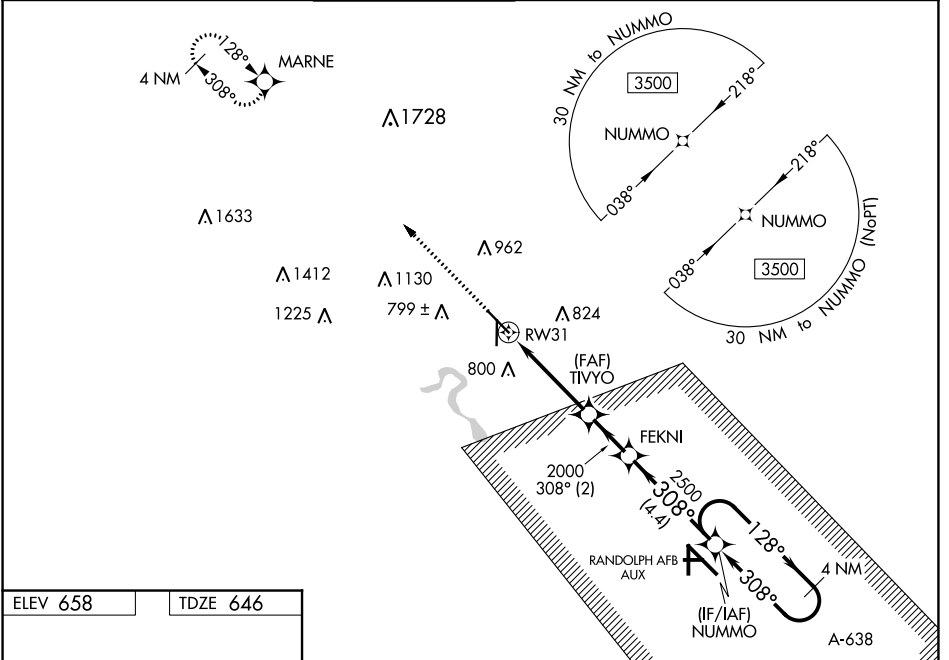 128°
308°
4 NM
MARNE
1728
1633
962
1412
1130
1225
799 ±
824
800
RW31
30 NM to NUMMO
3500
218°
NUMMO
038°
218°
NUMMO
038°
3500
30 NM to NUMMO (NoPT)
(FAF)
TIVYO
FEKNI
2000
308° (2)
2500
308°
(4.4)
128°
308°
4 NM
RANDOLPH AFB
AUX
(IF/IAF)
NUMMO
A-638
ELEV 658
TDZE 646